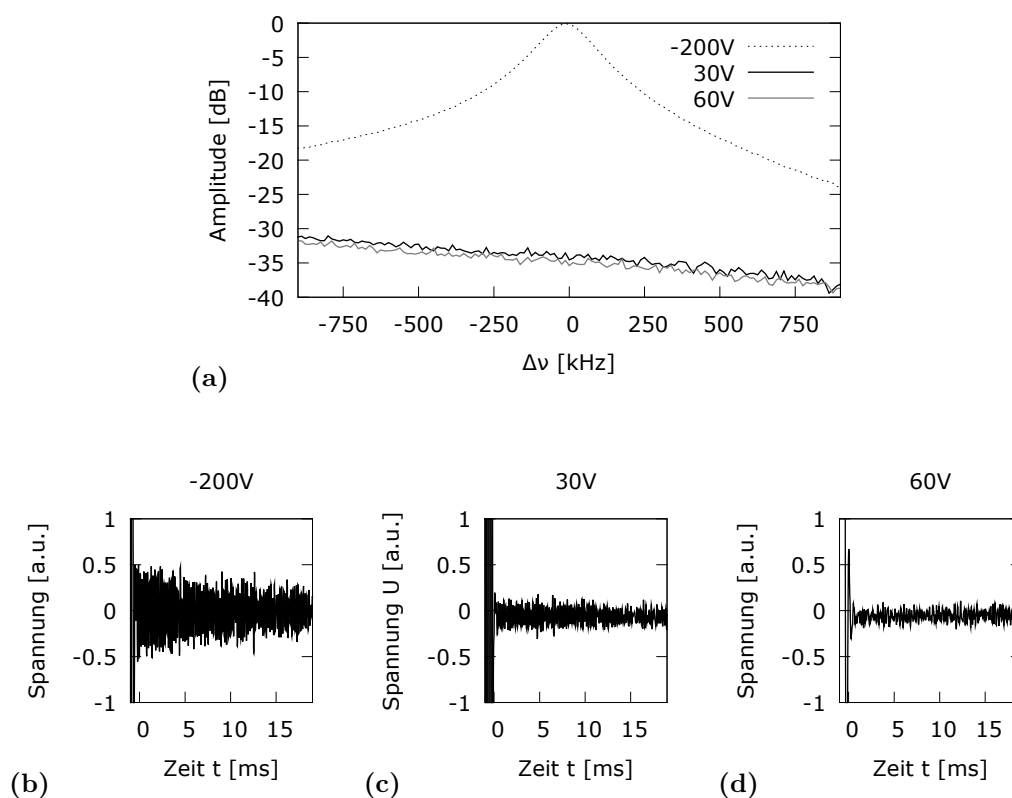 0
-5
-10
-15
-20
-25
-30
-35
-40
Amplitude [dB]
-200V
30V
60V
-750 -500 -250 0 250 500 750
Δν [kHz]
(a)
-200V
1
0.5
0
-0.5
-1
Spannung [a.u.]
0 5 10 15
Zeit t [ms]
(b)
30V
1
0.5
0
-0.5
-1
Spannung U [a.u.]
0 5 10 15
Zeit t [ms]
(c)
60V
1
0.5
0
-0.5
-1
Spannung [a.u.]
0 5 10 15
Zeit t [ms]
(d)